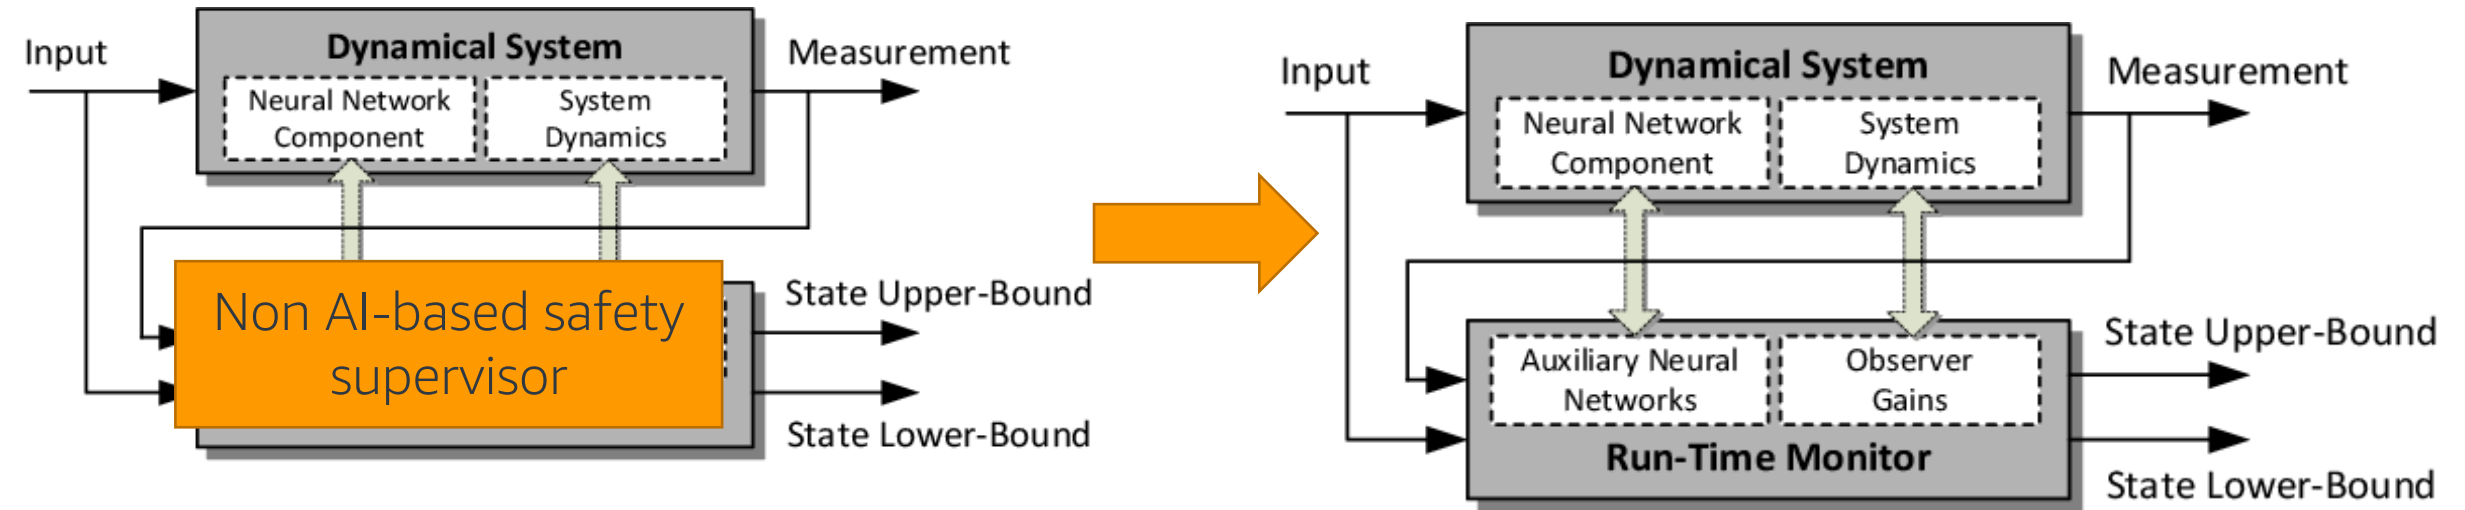 Input
Dynamical System
Measurement
Neural Network
Component
System
Dynamics
Non AI-based safety
supervisor
State Upper-Bound
State Lower-Bound
Input
Dynamical System
Measurement
Neural Network
Component
System
Dynamics
Auxiliary Neural
Networks
Observer
Gains
Run-Time Monitor
State Upper-Bound
State Lower-Bound